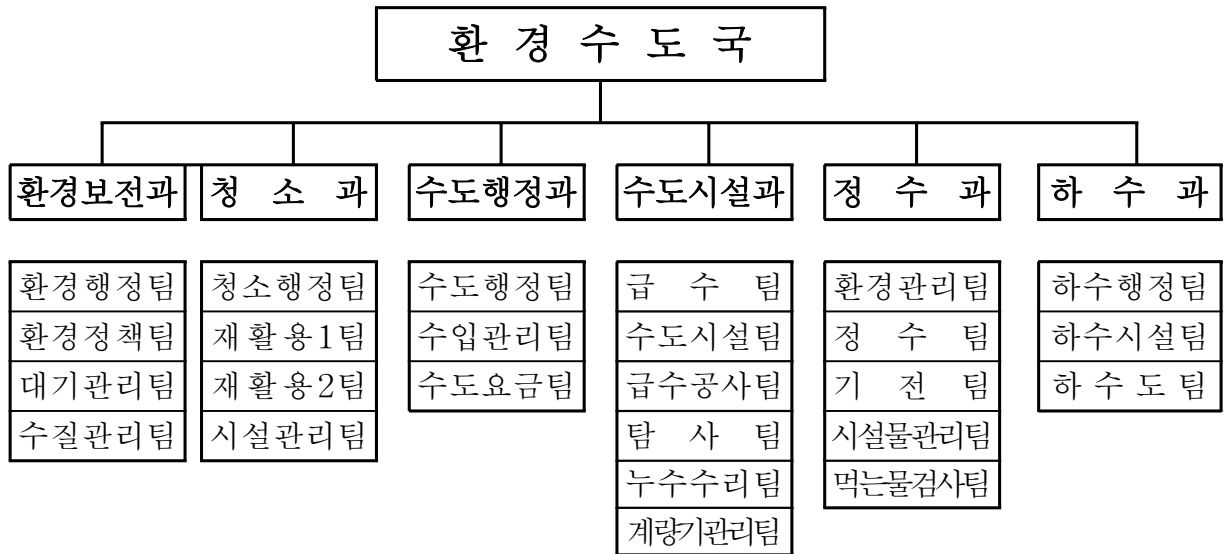 환 경 수 도 국
환경보전과 청 소 과 수도행정과 수도시설과 정 수 과 하 수 과
환경행정팀 청소행정팀 수도행정팀 급 수 팀 환경관리팀 하수행정팀
환경정책팀 재활용1팀 수입관리팀 수도시설팀 정 수 팀 하수시설팀
대기관리팀 재활용2팀 수도요금팀 급수공사팀 기 전 팀 하 수 도 팀
수질관리팀 시설관리팀 탐 사 팀 시설물관리팀
누수수리팀 먹는물검사팀
계량기관리팀